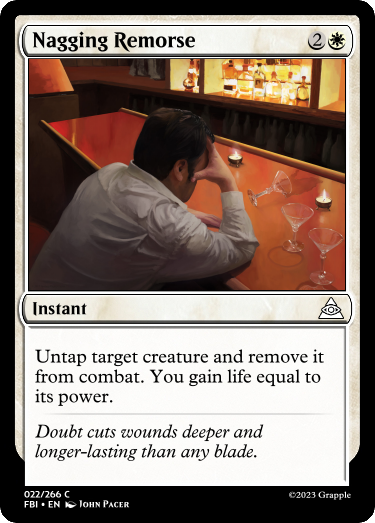 Nagging Remorse 2
Instant
Untap target creature and remove it
from combat. You gain life equal to
its power.
Doubt cuts wounds deeper and
longer-lasting than any blade.
022/266 C
©2023 Grapple
FBI • EN John Pacer